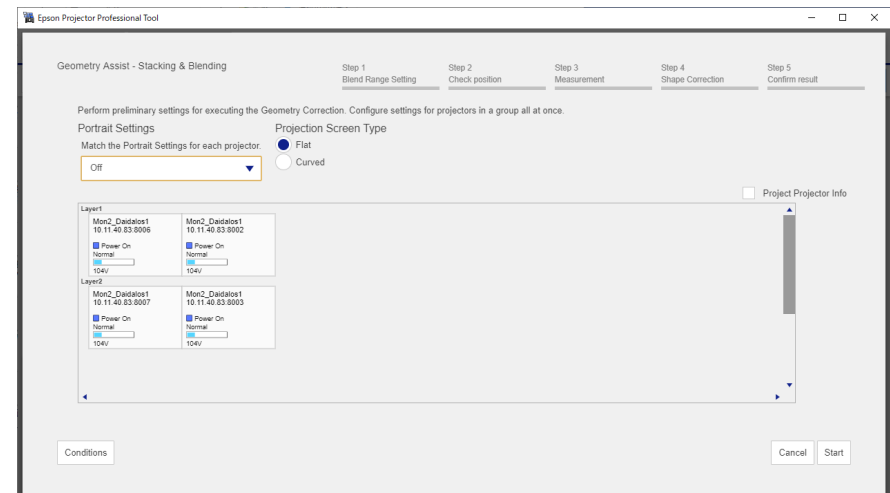 Epson Projector Professional Tool
Geometry Assist - Stacking & Blending
Step 1
Blend Range Setting
Step 2
Check position
Step 3
Measurement
Step 4
Shape Correction
Step 5
Confirm result
Perform preliminary settings for executing the Geometry Correction. Configure settings for projectors in a group all at once.
Portrait Settings
Match the Portrait Settings for each projector.
Off
Projection Screen Type
Flat
Curved
Project Projector Info
Layer1
Mon2_Daidalos1
10.11.40.83:8006
Power On
Normal
104V
Mon2_Daidalos1
10.11.40.83:8002
Power On
Normal
104V
Layer2
Mon2_Daidalos1
10.11.40.83:8007
Power On
Normal
104V
Mon2_Daidalos1
10.11.40.83:8003
Power On
Normal
104V
Conditions
Cancel
Start